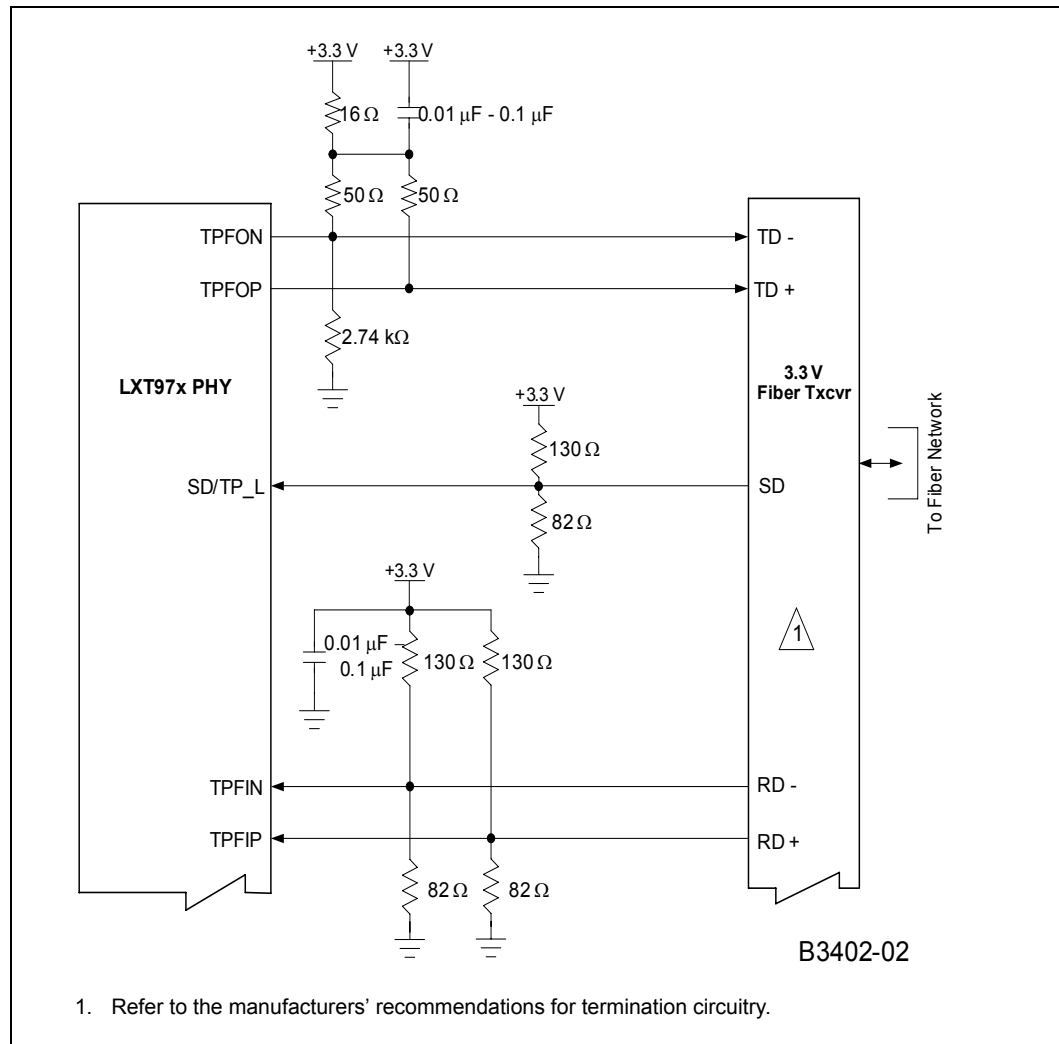 +3.3 V +3.3 V
16 Ω 0.01 μF - 0.1 μF
50 Ω 50 Ω
TPFON TD -
TPFOP TD +
2.74 kΩ
LXT97x PHY
3.3 V
Fiber Txcvr
To Fiber Network
+3.3 V
130 Ω
SD/TP_L SD
82 Ω
+3.3 V
0.01 μF –
0.1 μF
130 Ω 130 Ω
1
TPFIN RD -
TPFIP RD +
82 Ω 82 Ω
B3402-02
1. Refer to the manufacturers’ recommendations for termination circuitry.